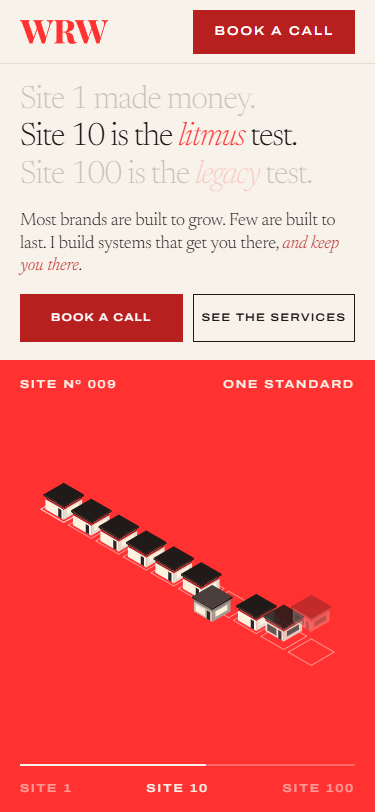 WRW
BOOK A CALL
Site 1 made money.
Site 10 is the litmus test.
Site 100 is the legacy test.
Most brands are built to grow. Few are built to
last. I build systems that get you there, and keep
you there.
BOOK A CALL
SEE THE SERVICES
SITE Nº 009
ONE STANDARD
SITE 1
SITE 10
SITE 100